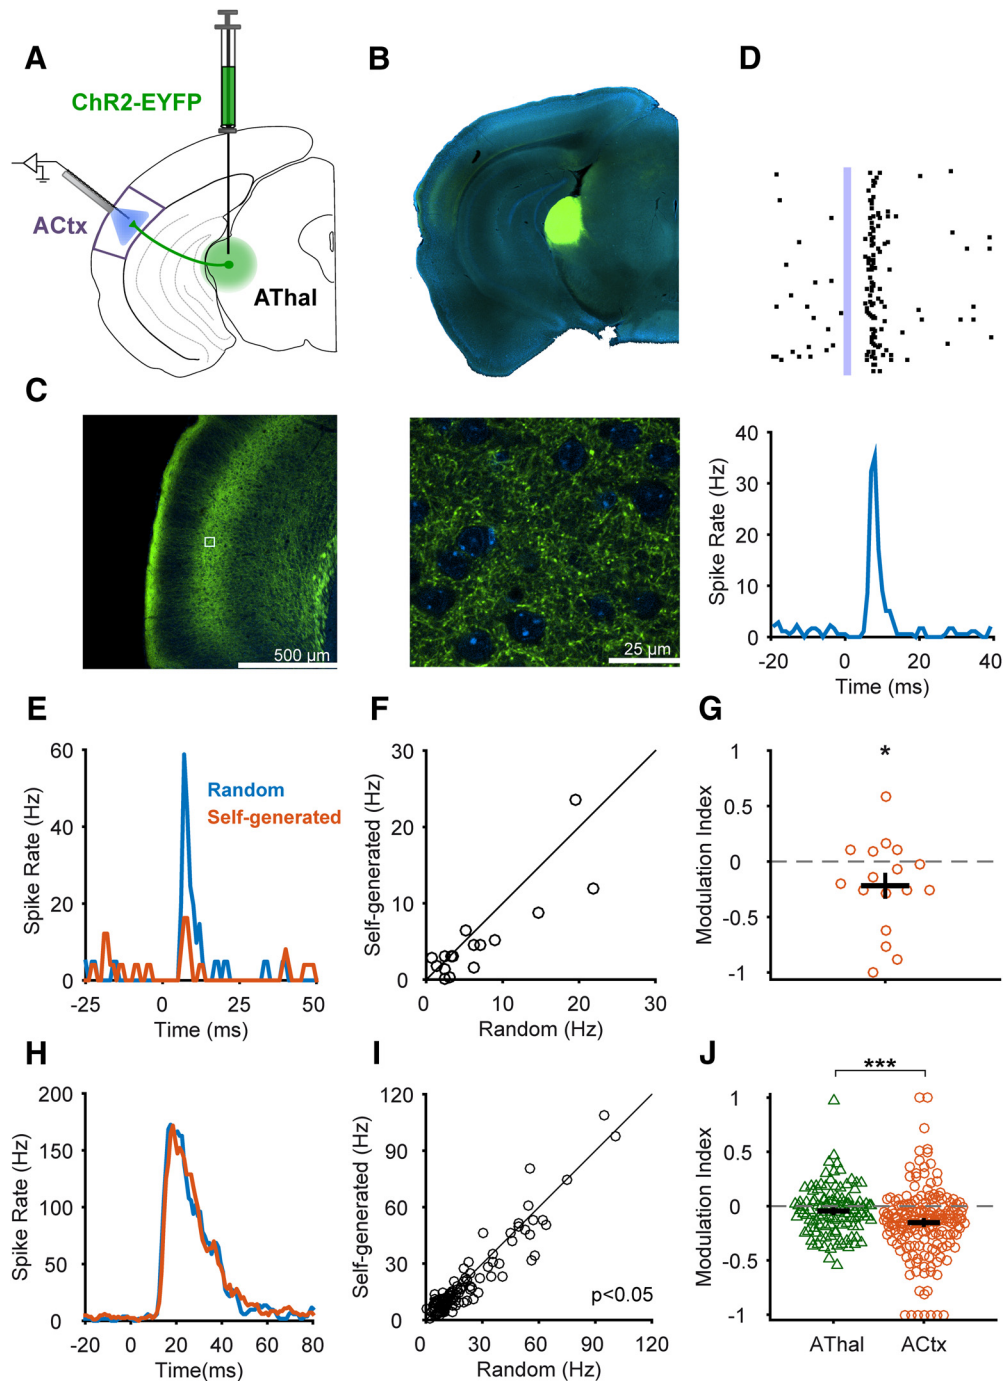 A
B
D
ChR2-EYFP
ACtx
AThal
C
500 µm
25 µm
40
30
20
10
0
Spike Rate (Hz)
-20
0
20
40
Time (ms)
E
F
G
60
40
20
0
Spike Rate (Hz)
Random
Self-generated
-25
0
25
50
Time (ms)
30
20
10
0
Self-generated (Hz)
0
10
20
30
Random (Hz)
1
0.5
0
-0.5
-1
Modulation Index
*
H
I
J
200
150
100
50
0
Spike Rate (Hz)
-20
0
20
40
60
80
Time(ms)
120
90
60
30
0
Self-generated (Hz)
p<0.05
0
30
60
90
120
Random (Hz)
***
1
0.5
0
-0.5
-1
Modulation Index
AThal
ACtx